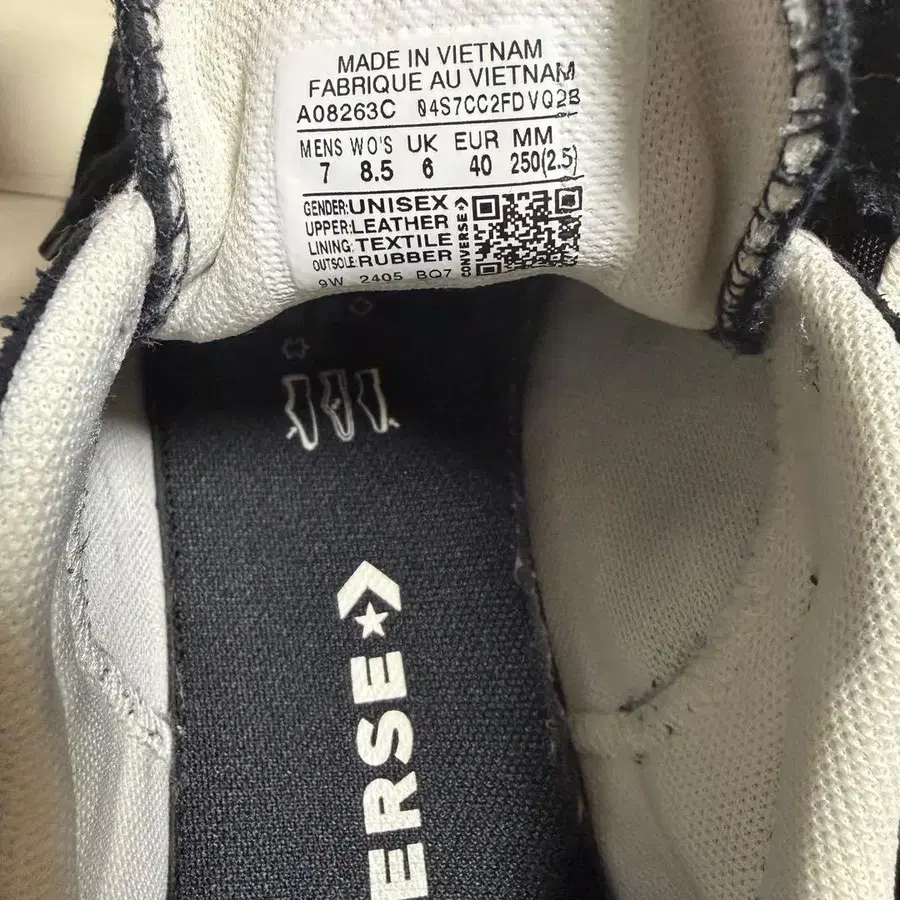 MADE IN VIETNAM
FABRIQUE AU VIETNAM
A08263C 04S7CC2FDVQ2B
MENS WO'S UK EUR MM
7 8.5 6 40 250(2.5)
GENDER:UNISEX
UPPER:LEATHER
LINING:TEXTILE
OUTSOLE:RUBBER
9W 2405 BQ7
CONVERSE
ERSE